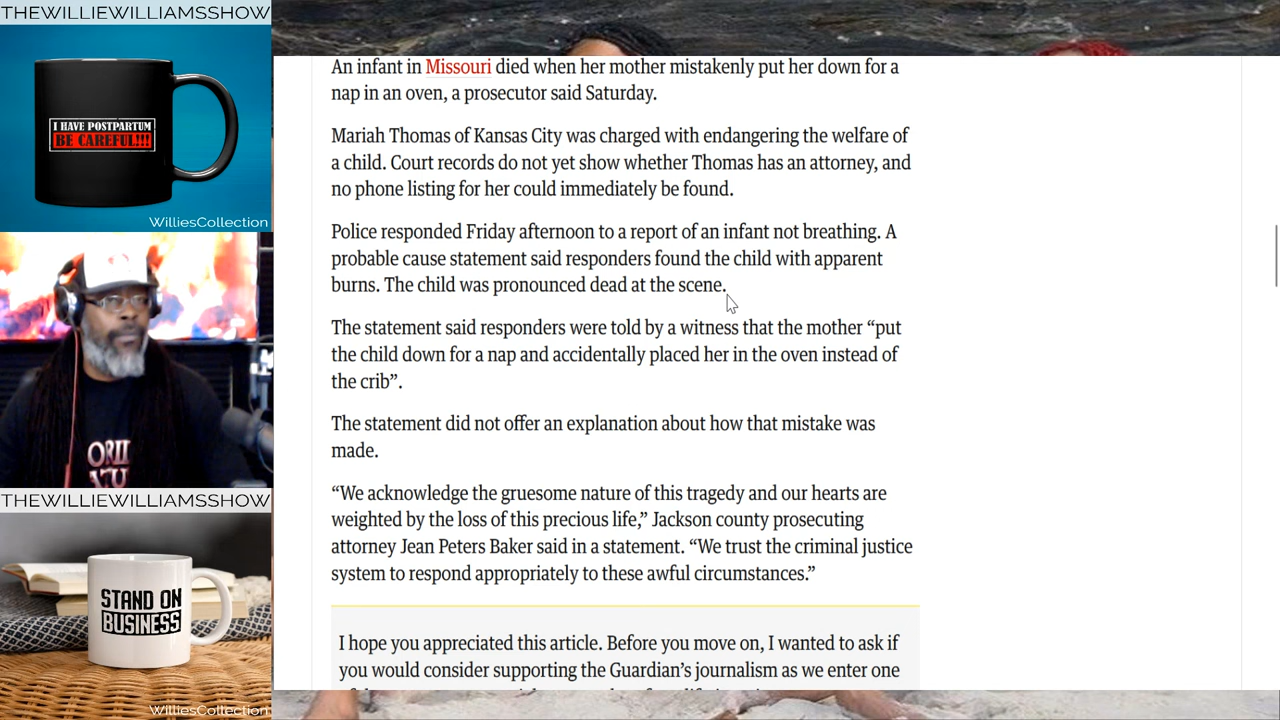 THEWILLIEWILLIAMSSHOW
I HAVE POSTPARTUM
BE CAREFUL!!!
WilliesCollection
THEWILLIEWILLIAMSSHOW
STAND ON
BUSINESS
WilliesCollection
An infant in Missouri died when her mother mistakenly put her down for a
nap in an oven, a prosecutor said Saturday.
Mariah Thomas of Kansas City was charged with endangering the welfare of
a child. Court records do not yet show whether Thomas has an attorney, and
no phone listing for her could immediately be found.
Police responded Friday afternoon to a report of an infant not breathing. A
probable cause statement said responders found the child with apparent
burns. The child was pronounced dead at the scene.
The statement said responders were told by a witness that the mother “put
the child down for a nap and accidentally placed her in the oven instead of
the crib”.
The statement did not offer an explanation about how that mistake was
made.
“We acknowledge the gruesome nature of this tragedy and our hearts are
weighted by the loss of this precious life,” Jackson county prosecuting
attorney Jean Peters Baker said in a statement. “We trust the criminal justice
system to respond appropriately to these awful circumstances.”
I hope you appreciated this article. Before you move on, I wanted to ask if
you would consider supporting the Guardian’s journalism as we enter one